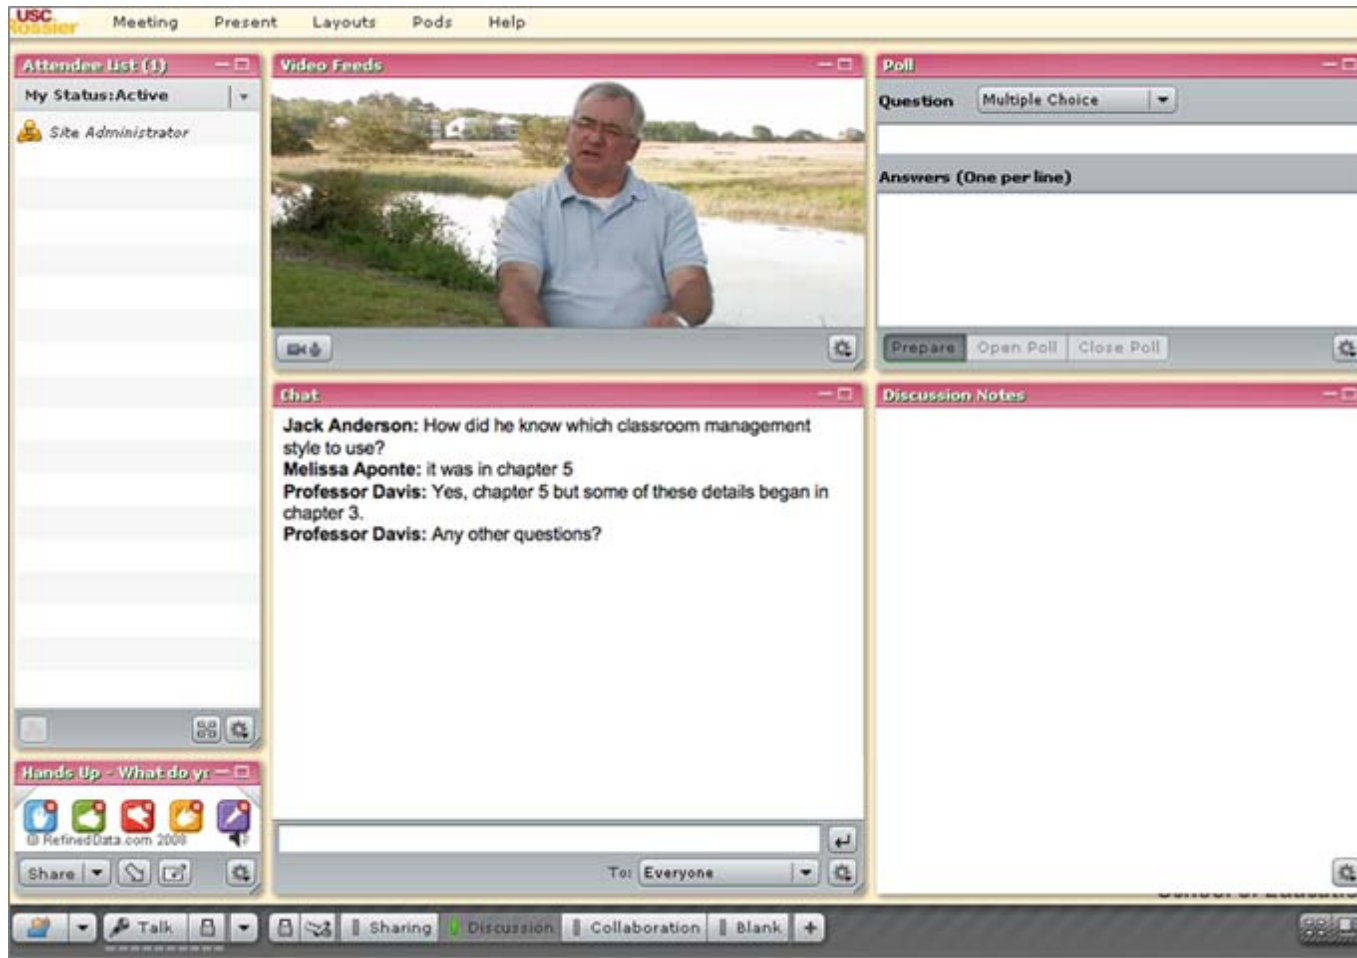 USC
Rossier
Meeting Present Layouts Pods Help
Attendee List (1)
My Status:Active
Site Administrator
Video Feeds
Poll
Question Multiple Choice
Answers (One per line)
Prepare Open Poll Close Poll
Chat
Jack Anderson: How did he know which classroom management
style to use?
Melissa Aponte: it was in chapter 5
Professor Davis: Yes, chapter 5 but some of these details began in
chapter 3.
Professor Davis: Any other questions?
Discussion Notes
Hands Up - What do
© RefinedData.com 2008
Share
To: Everyone
Talk
Sharing Discussion Collaboration Blank +